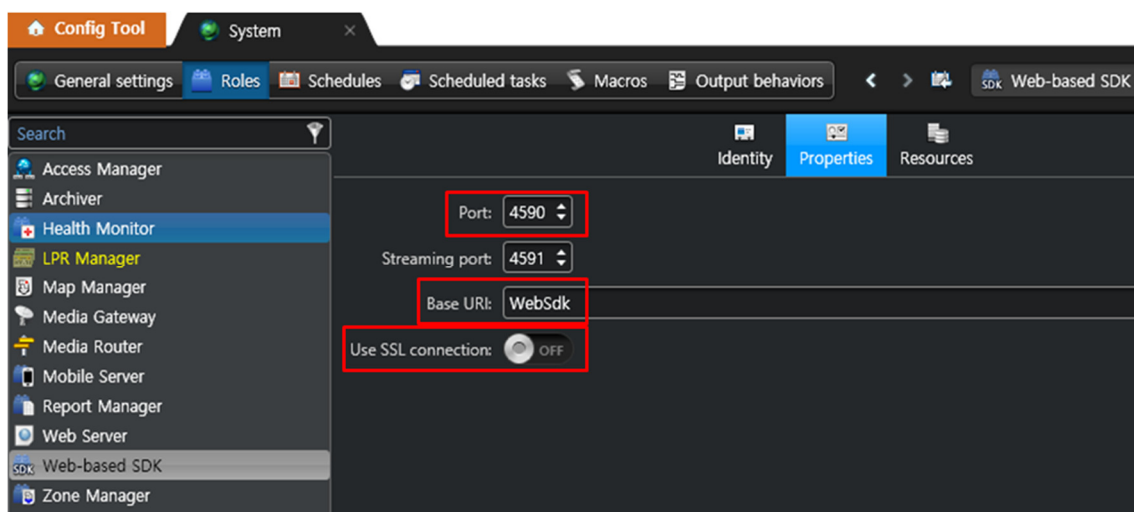 Config Tool System ×
General settings Roles Schedules Scheduled tasks Macros Output behaviors SDK Web-based SDK
Search
Identity Properties Resources
Access Manager
Archiver
Health Monitor
LPR Manager
Map Manager
Media Gateway
Media Router
Mobile Server
Report Manager
Web Server
SDK Web-based SDK
Zone Manager
Port: 4590
Streaming port: 4591
Base URI: WebSdk
Use SSL connection: OFF